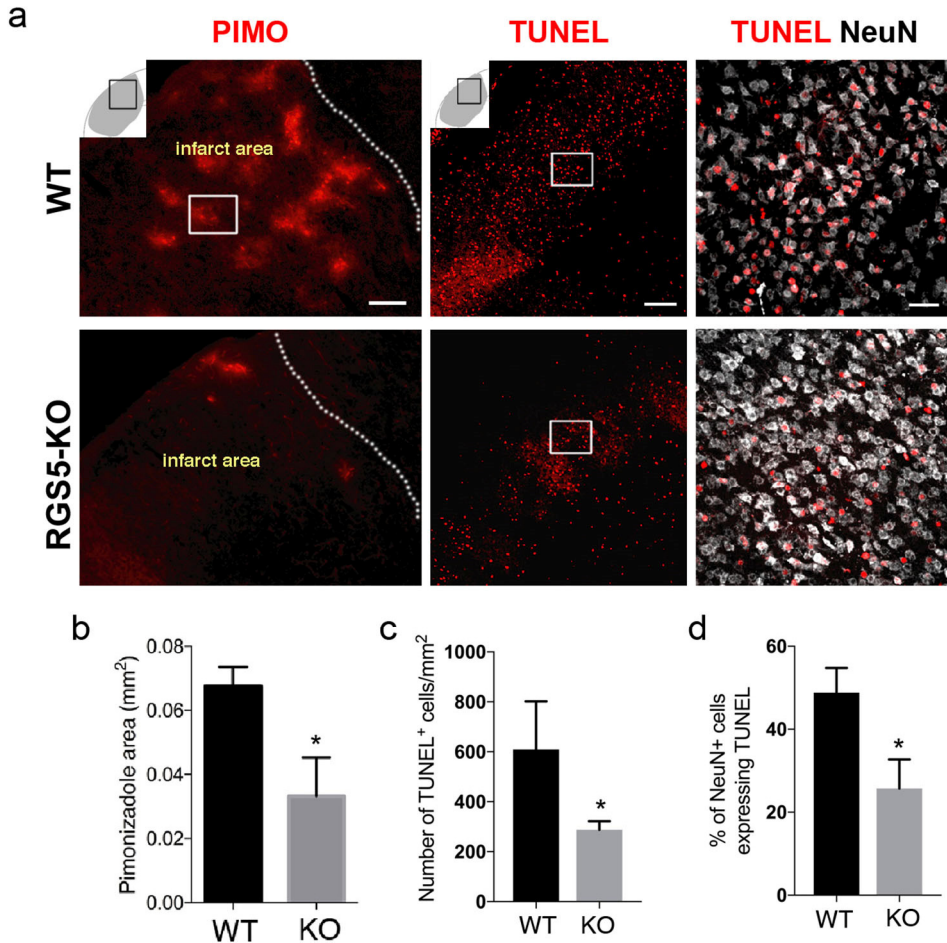 a
PIMO
TUNEL
TUNEL NeuN
WT
infarct area
RGS5-KO
infarct area
b
Pimonizadole area (mm²)
0.08
0.06
0.04
0.02
0.00
*
WT
KO
c
Number of TUNEL⁺ cells/mm²
1000
800
600
400
200
0
*
WT
KO
d
% of NeuN+ cells
expressing TUNEL
60
40
20
0
*
WT
KO